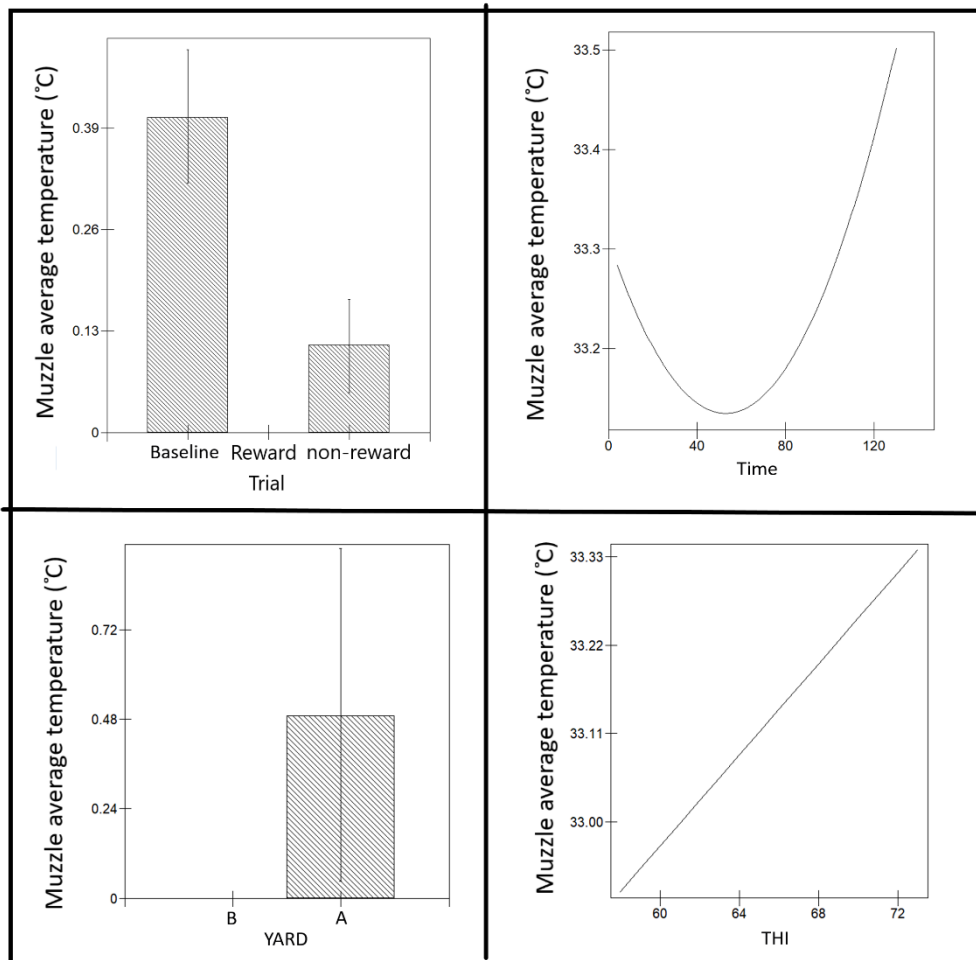 Muzzle average temperature (°C)
0.39
0.26
0.13
0
Baseline Reward non-reward
Trial
Muzzle average temperature (°C)
33.5
33.4
33.3
33.2
0 40 80 120
Time
Muzzle average temperature (°C)
0.72
0.48
0.24
0
B A
YARD
Muzzle average temperature (°C)
33.33
33.22
33.11
33.00
60 64 68 72
THI